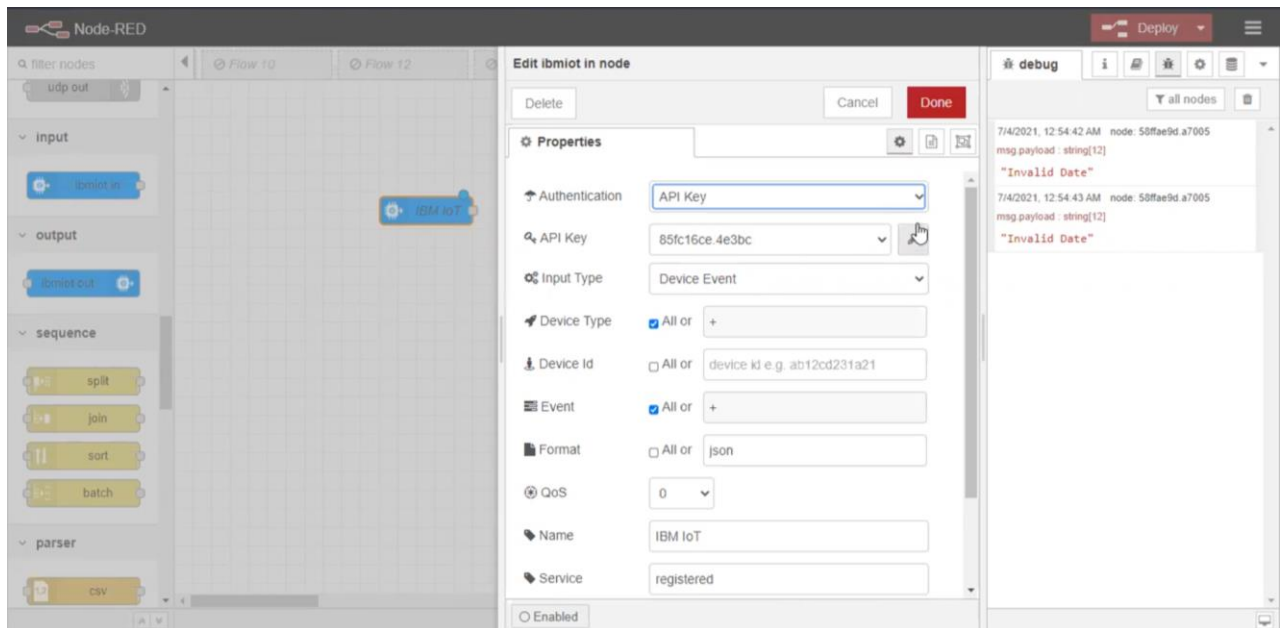 Node-RED
Deploy
filter nodes
Flow 10
Flow 12
udp out
input
ibmiot in
output
ibmiot out
sequence
split
join
sort
batch
parser
csv
IBM IoT
Edit ibmiot in node
Delete
Cancel
Done
Properties
Authentication
API Key
API Key
85fc16ce.4e3bc
Input Type
Device Event
Device Type
All or
+
Device Id
All or
device id e.g. ab12cd231a21
Event
All or
+
Format
All or
json
QoS
0
Name
IBM IoT
Service
registered
Enabled
debug
i
all nodes
7/4/2021, 12:54:42 AM node: 58ffae9d.a7005
msg.payload : string[12]
"Invalid Date"
7/4/2021, 12:54:43 AM node: 58ffae9d.a7005
msg.payload : string[12]
"Invalid Date"